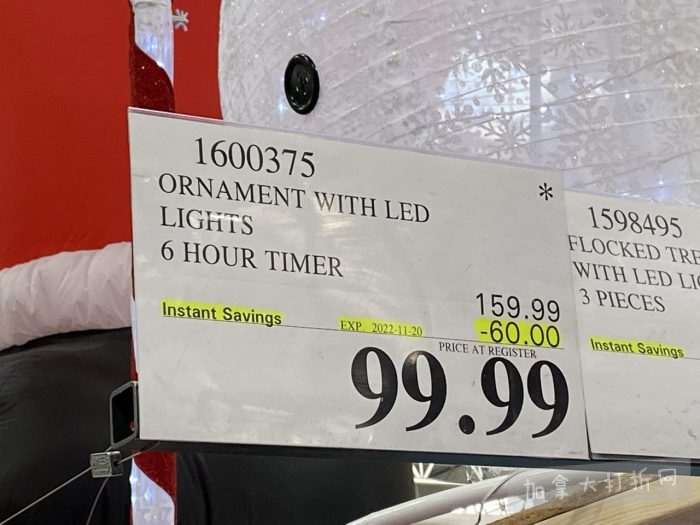 1600375
*
ORNAMENT WITH LED
LIGHTS
6 HOUR TIMER
159.99
Instant Savings
EXP. 2022-11-20
-60.00
PRICE AT REGISTER
99.99
1598495
FLOCKED TRE
WITH LED LI
3 PIECES
Instant Savings
加拿大打折网